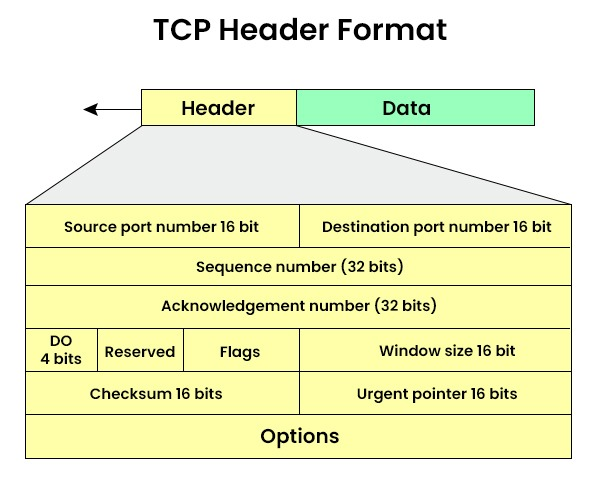 TCP Header Format
Header
Data
Source port number 16 bit
Destination port number 16 bit
Sequence number (32 bits)
Acknowledgement number (32 bits)
DO
4 bits
Reserved
Flags
Window size 16 bit
Checksum 16 bits
Urgent pointer 16 bits
Options